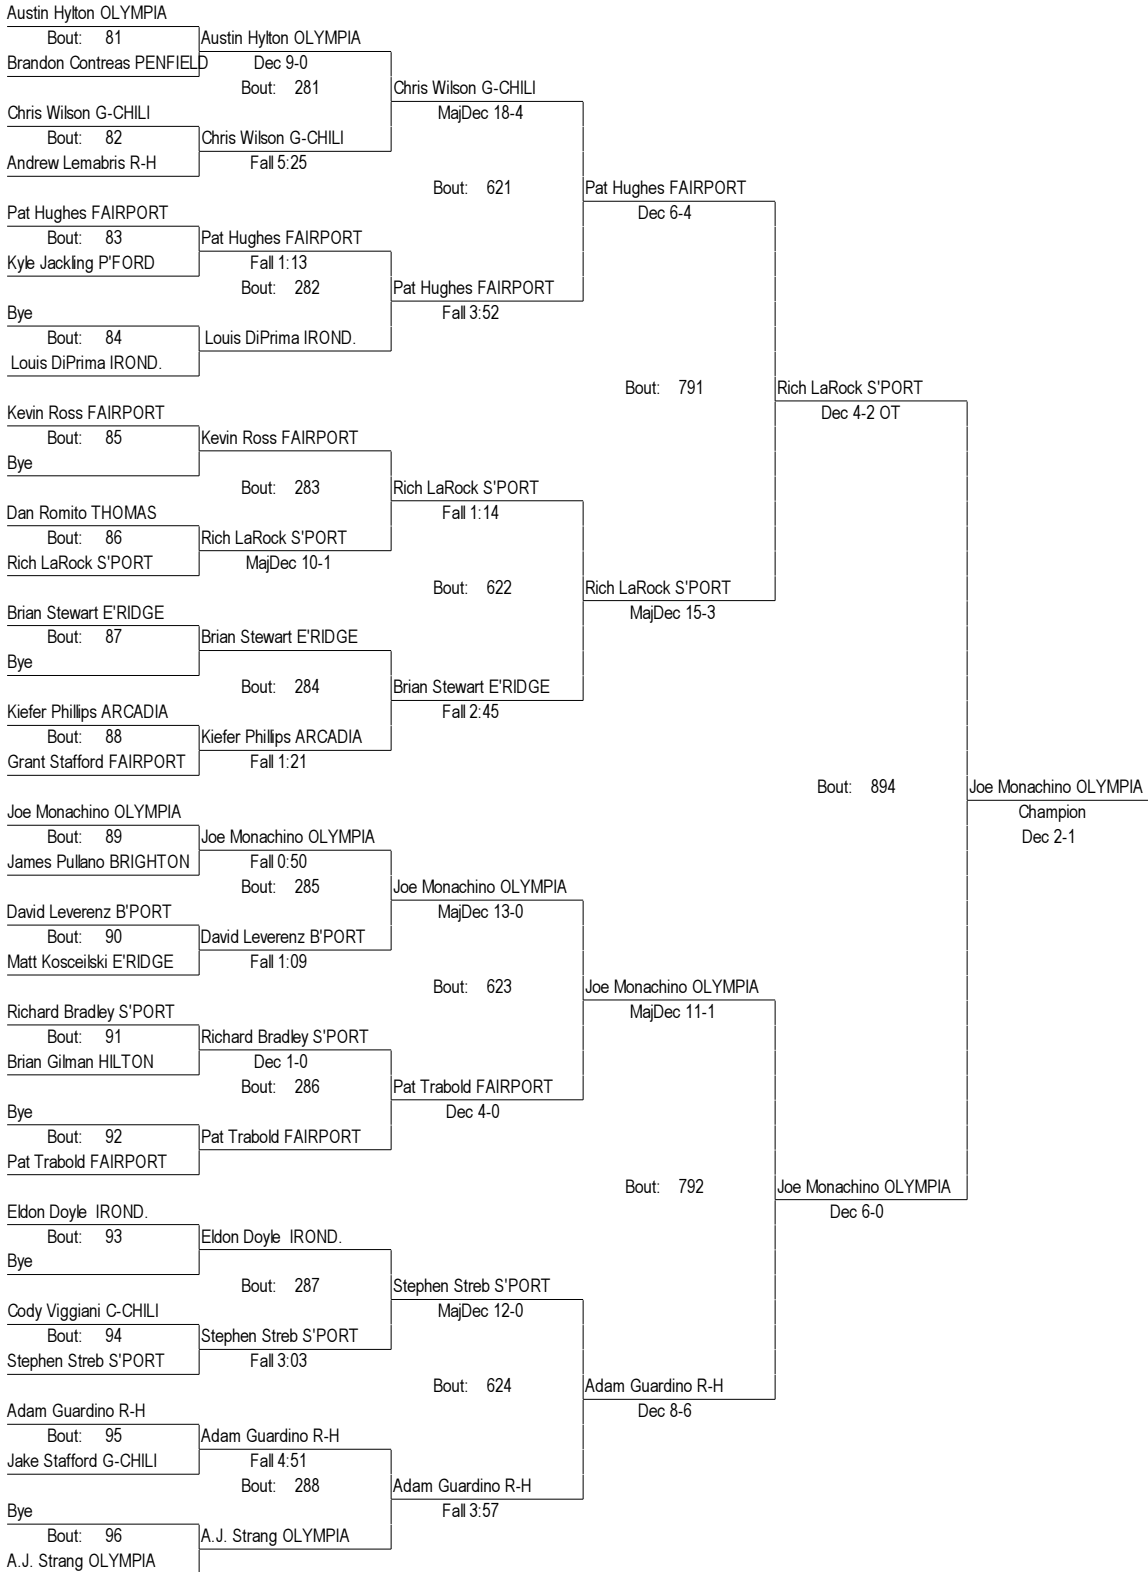 Austin Hylton OLYMPIA
Bout: 81
Austin Hylton OLYMPIA
Brandon Contreas PENFIELD
Dec 9-0
Bout: 281
Chris Wilson G-CHILI
Chris Wilson G-CHILI
MajDec 18-4
Bout: 82
Chris Wilson G-CHILI
Andrew Lemabris R-H
Fall 5:25
Bout: 621
Pat Hughes FAIRPORT
Pat Hughes FAIRPORT
Dec 6-4
Bout: 83
Pat Hughes FAIRPORT
Kyle Jackling P'FORD
Fall 1:13
Bout: 282
Pat Hughes FAIRPORT
Bye
Fall 3:52
Bout: 84
Louis DiPrima IROND.
Louis DiPrima IROND.
Bout: 791
Rich LaRock S'PORT
Kevin Ross FAIRPORT
Dec 4-2 OT
Bout: 85
Kevin Ross FAIRPORT
Bye
Bout: 283
Rich LaRock S'PORT
Dan Romito THOMAS
Fall 1:14
Bout: 86
Rich LaRock S'PORT
Rich LaRock S'PORT
MajDec 10-1
Bout: 622
Rich LaRock S'PORT
Brian Stewart E'RIDGE
MajDec 15-3
Bout: 87
Brian Stewart E'RIDGE
Bye
Bout: 284
Brian Stewart E'RIDGE
Kiefer Phillips ARCADIA
Fall 2:45
Bout: 88
Kiefer Phillips ARCADIA
Grant Stafford FAIRPORT
Fall 1:21
Bout: 894
Joe Monachino OLYMPIA
Joe Monachino OLYMPIA
Champion
Bout: 89
Joe Monachino OLYMPIA
Dec 2-1
James Pullano BRIGHTON
Fall 0:50
Bout: 285
Joe Monachino OLYMPIA
David Leverenz B'PORT
MajDec 13-0
Bout: 90
David Leverenz B'PORT
Matt Kosceilski E'RIDGE
Fall 1:09
Bout: 623
Joe Monachino OLYMPIA
Richard Bradley S'PORT
MajDec 11-1
Bout: 91
Richard Bradley S'PORT
Brian Gilman HILTON
Dec 1-0
Bout: 286
Pat Trabold FAIRPORT
Bye
Dec 4-0
Bout: 92
Pat Trabold FAIRPORT
Pat Trabold FAIRPORT
Bout: 792
Joe Monachino OLYMPIA
Eldon Doyle IROND.
Dec 6-0
Bout: 93
Eldon Doyle IROND.
Bye
Bout: 287
Stephen Streb S'PORT
Cody Viggiani C-CHILI
MajDec 12-0
Bout: 94
Stephen Streb S'PORT
Stephen Streb S'PORT
Fall 3:03
Bout: 624
Adam Guardino R-H
Adam Guardino R-H
Dec 8-6
Bout: 95
Adam Guardino R-H
Jake Stafford G-CHILI
Fall 4:51
Bout: 288
Adam Guardino R-H
Bye
Fall 3:57
Bout: 96
A.J. Strang OLYMPIA
A.J. Strang OLYMPIA